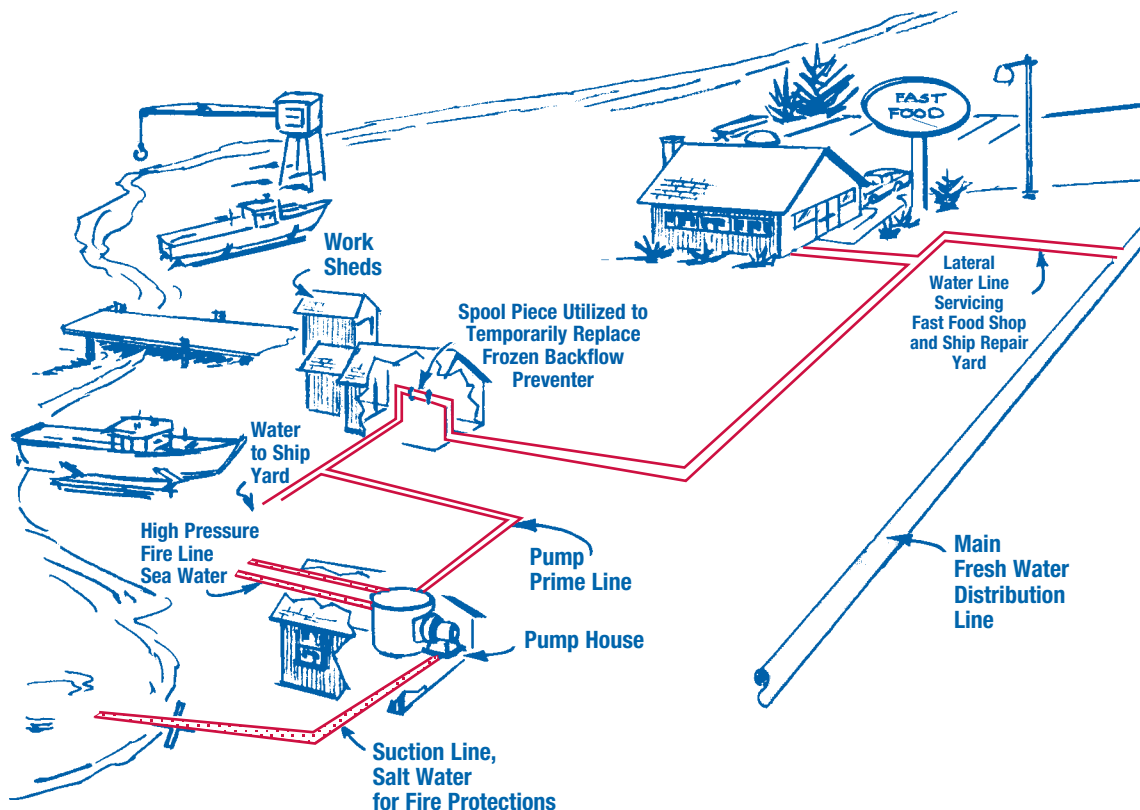 FAST
FOOD
Work
Sheds
Spool Piece Utilized to
Temporarily Replace
Frozen Backflow
Preventer
Lateral
Water Line
Servicing
Fast Food Shop
and Ship Repair
Yard
Water
to Ship
Yard
High Pressure
Fire Line
Sea Water
Pump
Prime Line
Main
Fresh Water
Distribution
Line
Pump House
Suction Line,
Salt Water
for Fire Protections